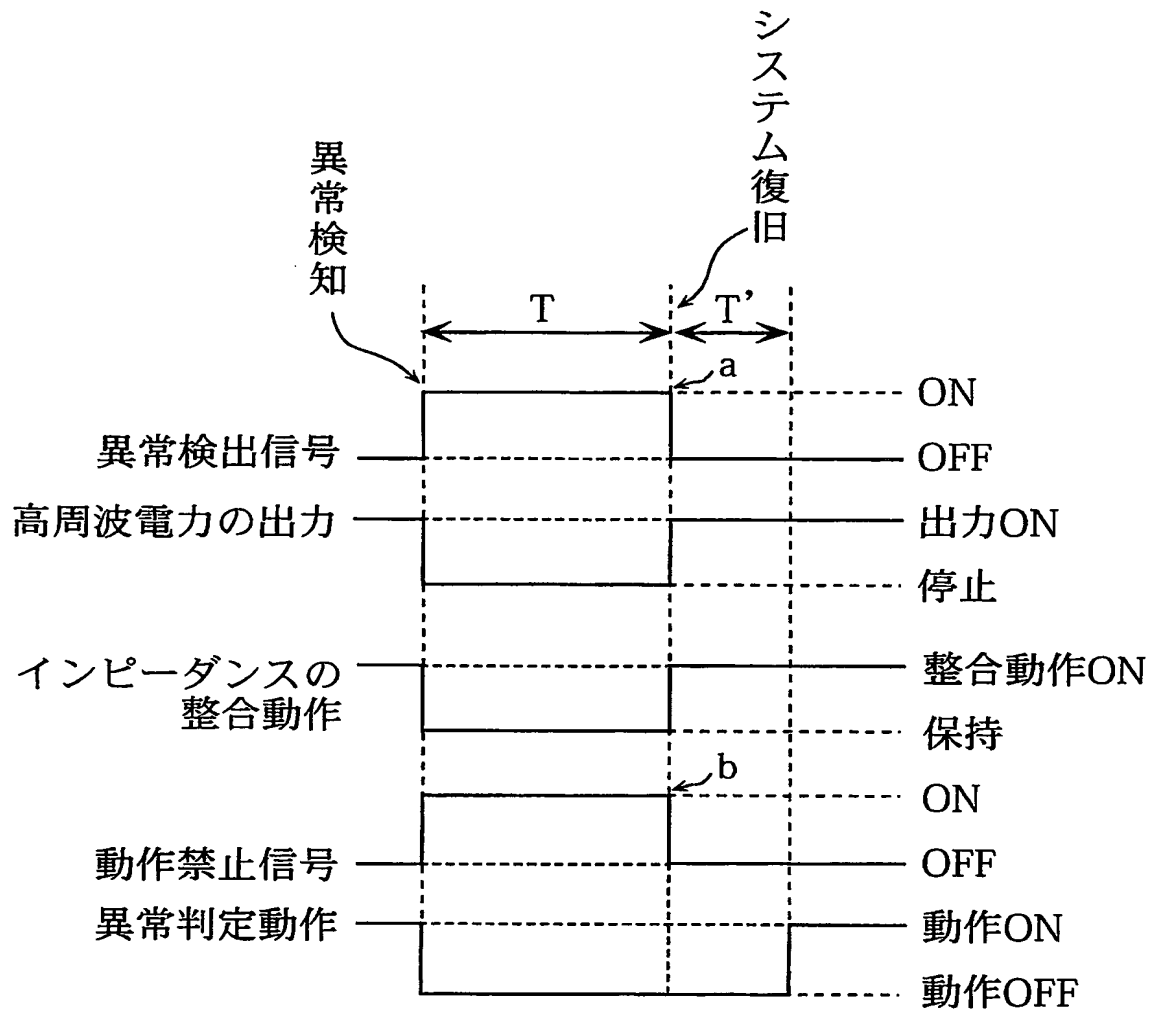 システム復旧
異常検知
T
T’
a
ON
異常検出信号
OFF
高周波電力の出力
出力ON
停止
インピーダンスの
整合動作
整合動作ON
保持
b
ON
動作禁止信号
OFF
異常判定動作
動作ON
動作OFF